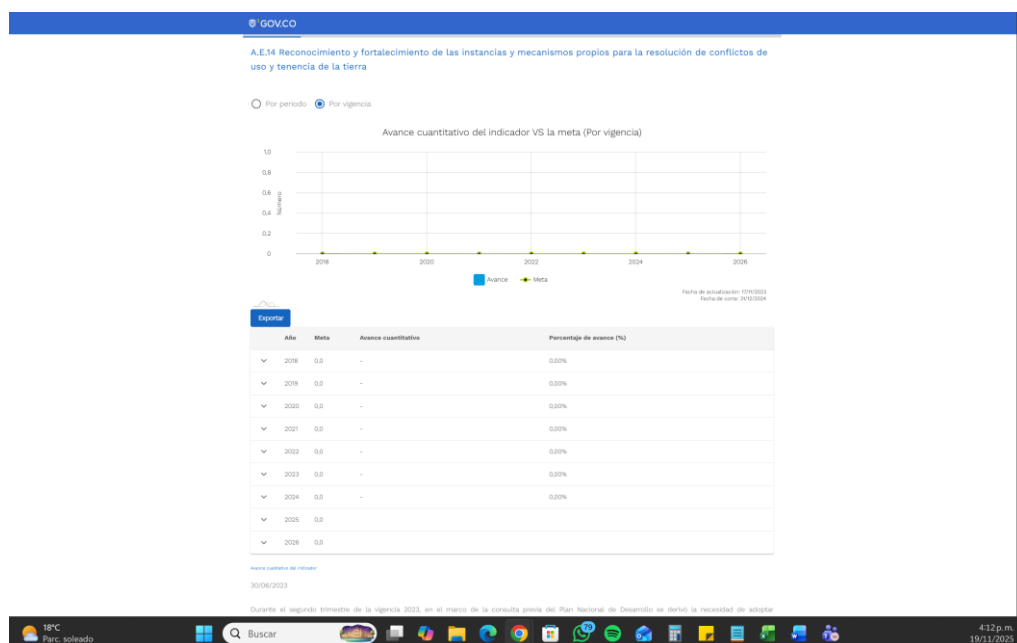 GOV.CO
A.E.14 Reconocimiento y fortalecimiento de las instancias y mecanismos propios para la resolución de conflictos de
uso y tenencia de la tierra
Por periodo Por vigencia
Avance cuantitativo del indicador VS la meta (Por vigencia)
1,0
0,8
0,6
0,4
0,2
0
Número
2018 2020 2022 2024 2026
Avance Meta
Fecha de actualización: 17/11/2023
Fecha de corte: 31/12/2024
Exportar
Año Meta Avance cuantitativo Porcentaje de avance (%)
2018 0,0 - 0,00%
2019 0,0 - 0,00%
2020 0,0 - 0,00%
2021 0,0 - 0,00%
2022 0,0 - 0,00%
2023 0,0 - 0,00%
2024 0,0 - 0,00%
2025 0,0
2026 0,0
Avance cualitativo del indicador
30/06/2023
Durante el segundo trimestre de la vigencia 2023, en el marco de la consulta previa del Plan Nacional de Desarrollo se derivó la necesidad de adoptar
18°C
Parc. soleado
Buscar
79
4:12 p.m.
19/11/2025